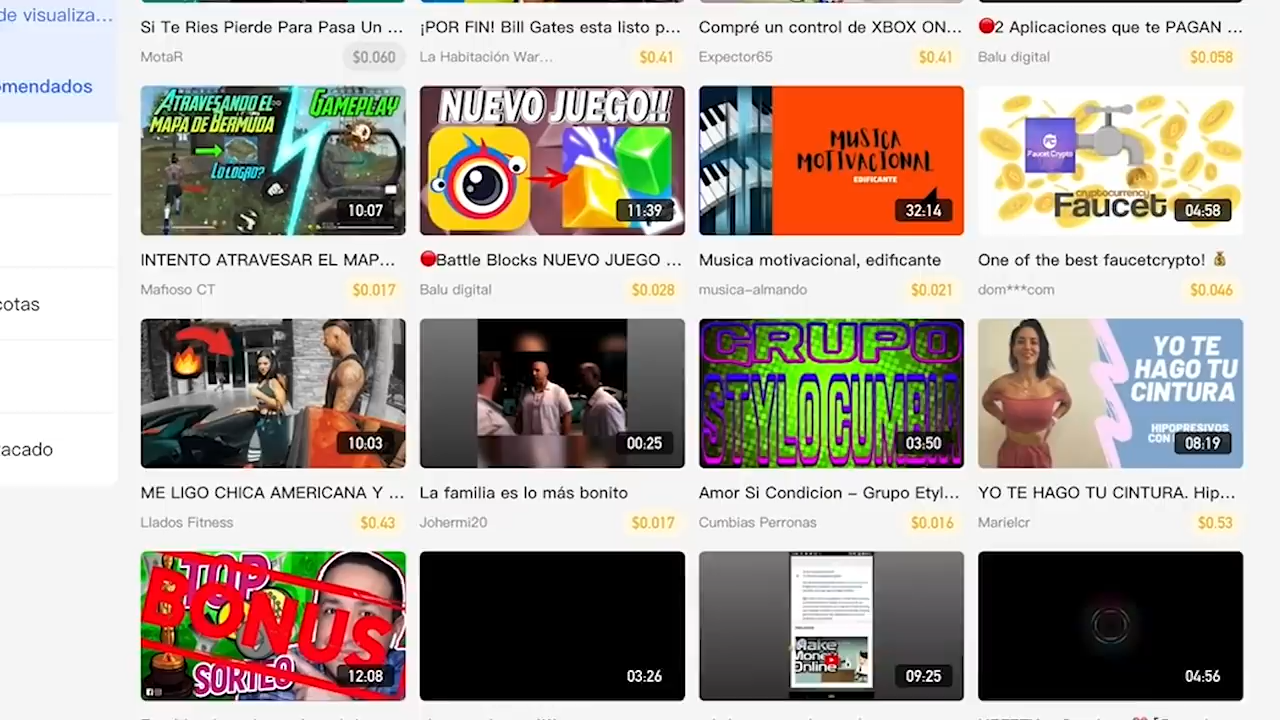 de visualiza...
omendados
cotas
tacado
Si Te Ries Pierde Para Pasa Un ...
MotaR
$0.060
¡POR FIN! Bill Gates esta listo p...
La Habitación War...
$0.41
Compré un control de XBOX ON...
Expector65
$0.41
🔴2 Aplicaciones que te PAGAN ...
Balu digital
$0.058
ATRAVESANDO EL
MAPA DE BERMUDA
GAMEPLAY
LO LOGRO?
10:07
NUEVO JUEGO!!
11:39
MUSICA
MOTIVACIONAL
EDIFICANTE
32:14
Faucet Crypto
cryptocurrency
Faucet
04:58
INTENTO ATRAVESAR EL MAP...
Mafioso CT
$0.017
🔴Battle Blocks NUEVO JUEGO ...
Balu digital
$0.028
Musica motivacional, edificante
musica-almando
$0.021
One of the best faucetcrypto! 💰
dom***com
$0.046
10:03
00:25
GRUPO
STYLOCUMBIA
03:50
YO TE
HAGO TU
CINTURA
HIPOPRESIVOS
CON
08:19
ME LIGO CHICA AMERICANA Y ...
Llados Fitness
$0.43
La familia es lo más bonito
Johermi20
$0.017
Amor Si Condicion - Grupo Etyl...
Cumbias Perronas
$0.016
YO TE HAGO TU CINTURA. Hip...
Marielcr
$0.53
TOP
BONUS
SORTEO
12:08
03:26
Make
Money
Online
09:25
04:56